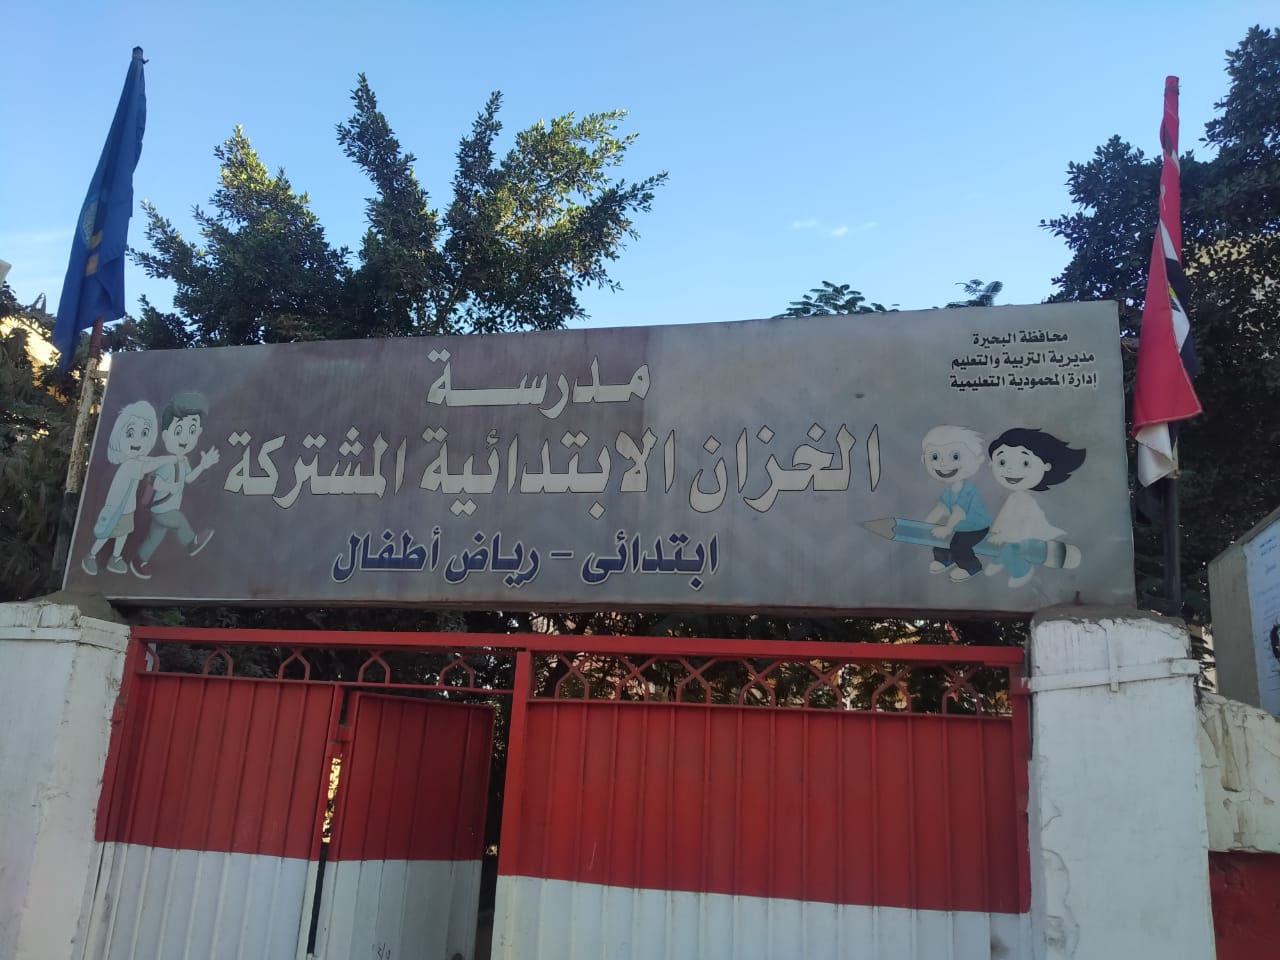 محافظة البحيرة
مديرية التربية والتعليم
إدارة المحمودية التعليمية
مدرسة
الخزان الابتدائية المشتركة
ابتدائى - رياض أطفال